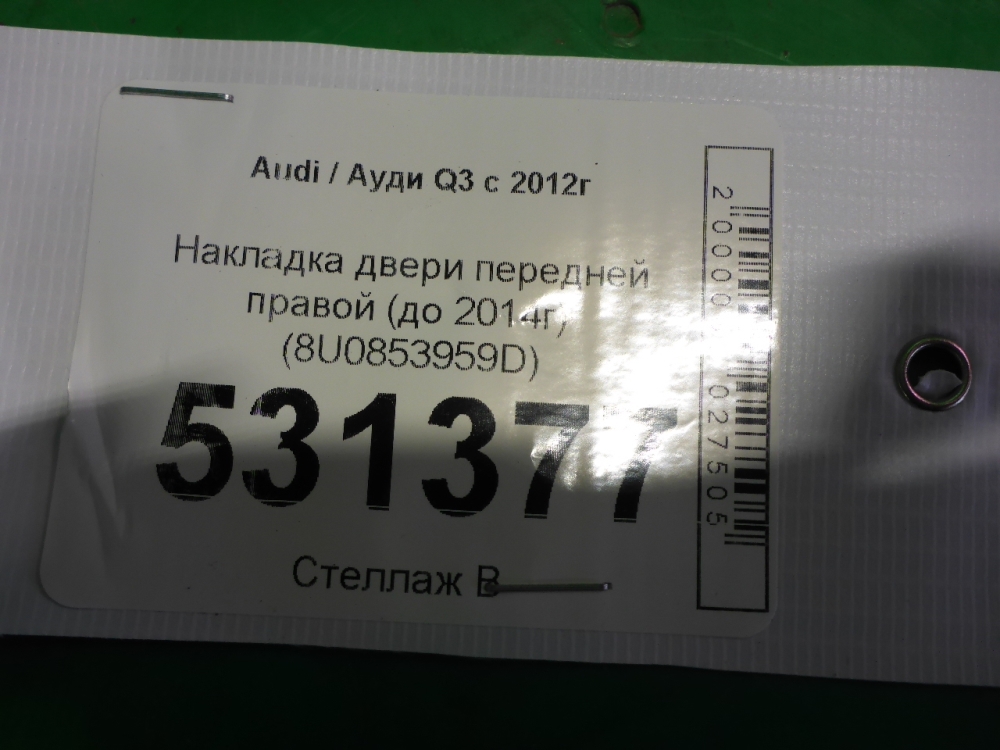 Audi / Ауди Q3 с 2012г
Накладка двери передней
правой (до 2014г)
(8U0853959D)
531377
Стеллаж В